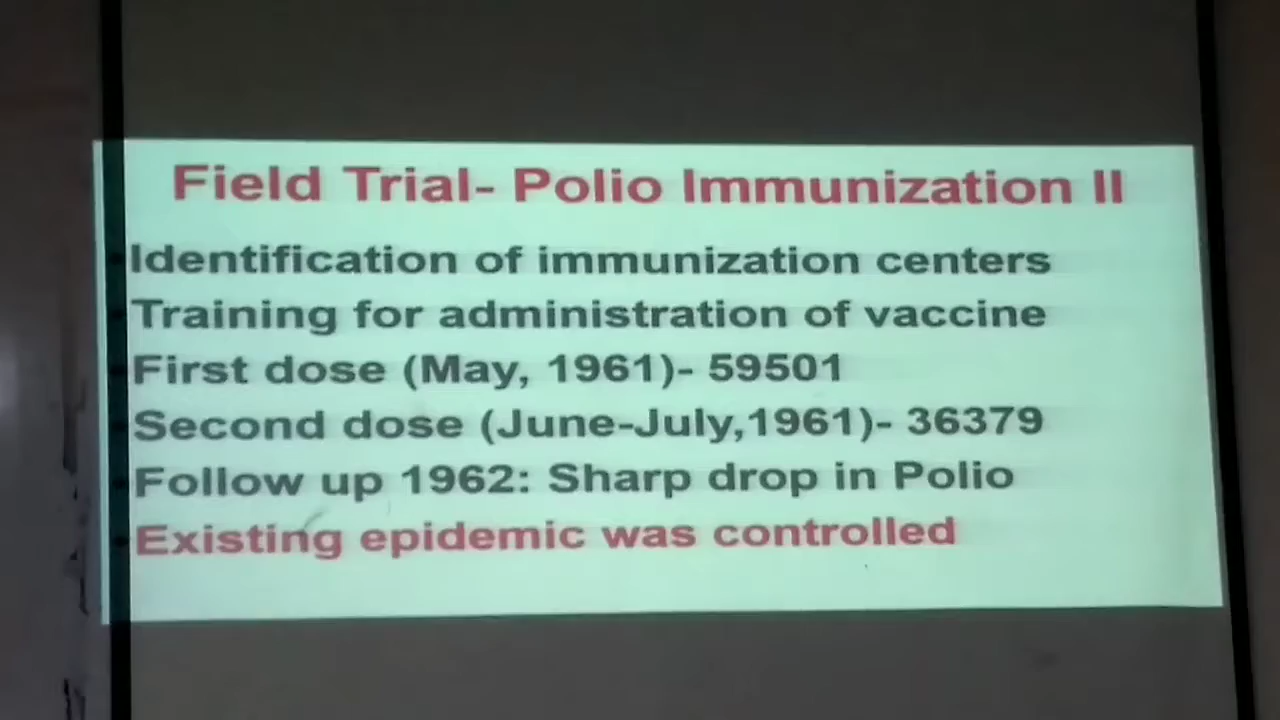 Field Trial- Polio Immunization II
Identification of immunization centers
Training for administration of vaccine
First dose (May, 1961)- 59501
Second dose (June-July,1961)- 36379
Follow up 1962: Sharp drop in Polio
Existing epidemic was controlled